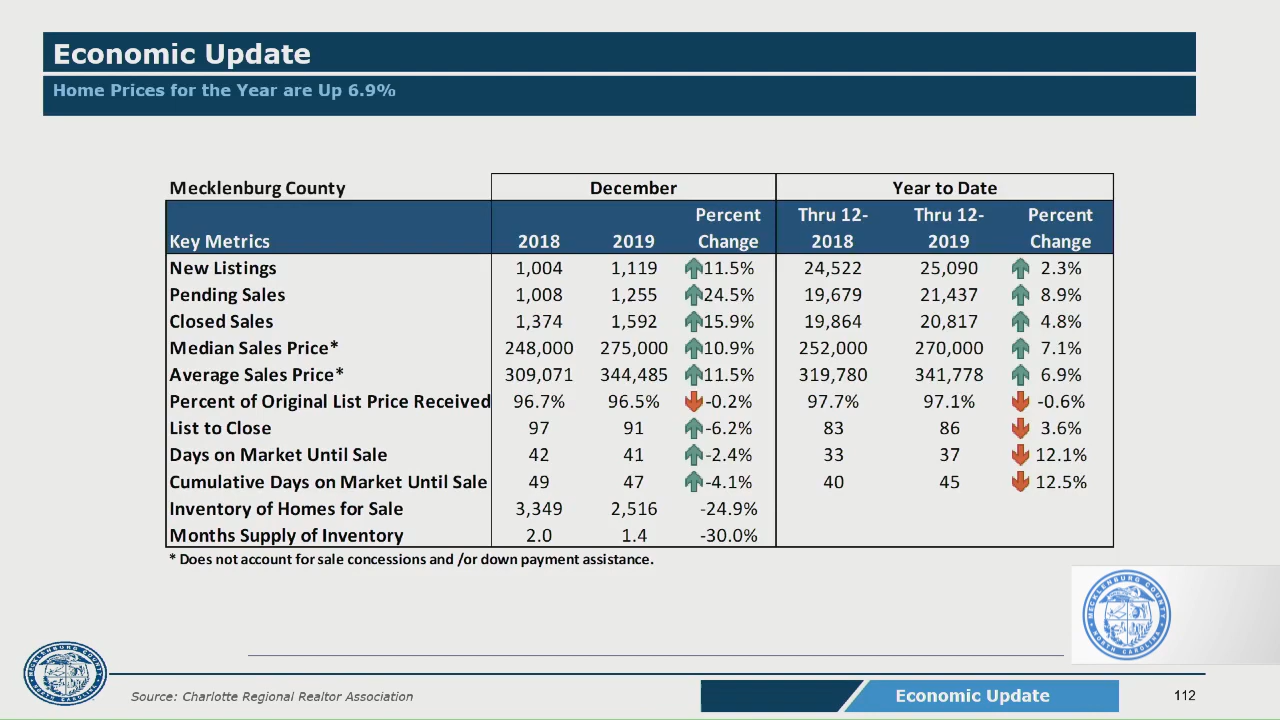 Economic Update
Home Prices for the Year are Up 6.9%
Mecklenburg County December Year to Date
Percent Thru 12- Thru 12- Percent
Key Metrics 2018 2019 Change 2018 2019 Change
New Listings 1,004 1,119 11.5% 24,522 25,090 2.3%
Pending Sales 1,008 1,255 24.5% 19,679 21,437 8.9%
Closed Sales 1,374 1,592 15.9% 19,864 20,817 4.8%
Median Sales Price* 248,000 275,000 10.9% 252,000 270,000 7.1%
Average Sales Price* 309,071 344,485 11.5% 319,780 341,778 6.9%
Percent of Original List Price Received 96.7% 96.5% -0.2% 97.7% 97.1% -0.6%
List to Close 97 91 -6.2% 83 86 3.6%
Days on Market Until Sale 42 41 -2.4% 33 37 12.1%
Cumulative Days on Market Until Sale 49 47 -4.1% 40 45 12.5%
Inventory of Homes for Sale 3,349 2,516 -24.9%
Months Supply of Inventory 2.0 1.4 -30.0%
* Does not account for sale concessions and /or down payment assistance.
MECKLENBURG COUNTY
NORTH CAROLINA
MECKLENBURG COUNTY
NORTH CAROLINA
Source: Charlotte Regional Realtor Association
Economic Update
112